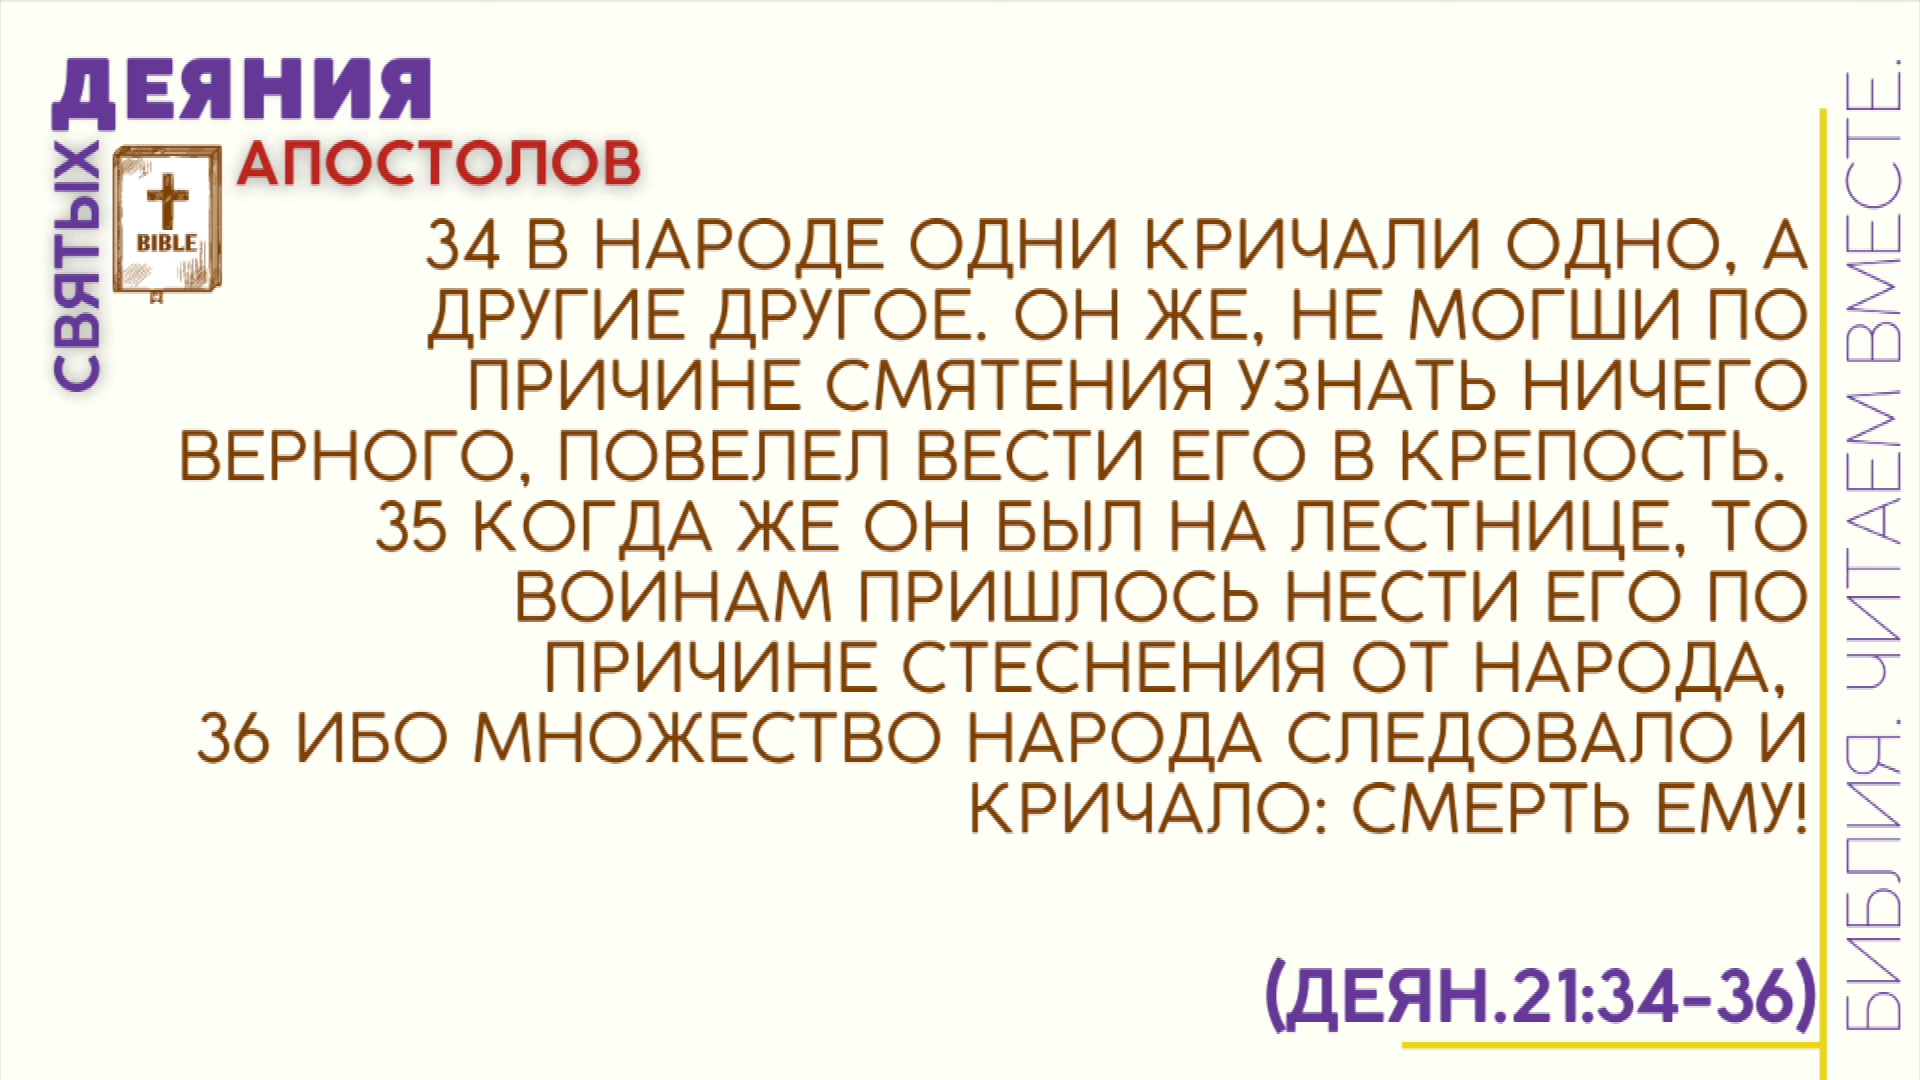 ДЕЯНИЯ
СВЯТЫХ
АПОСТОЛОВ
BIBLE
34 В НАРОДЕ ОДНИ КРИЧАЛИ ОДНО, А
ДРУГИЕ ДРУГОЕ. ОН ЖЕ, НЕ МОГШИ ПО
ПРИЧИНЕ СМЯТЕНИЯ УЗНАТЬ НИЧЕГО
ВЕРНОГО, ПОВЕЛЕЛ ВЕСТИ ЕГО В КРЕПОСТЬ.
35 КОГДА ЖЕ ОН БЫЛ НА ЛЕСТНИЦЕ, ТО
ВОИНАМ ПРИШЛОСЬ НЕСТИ ЕГО ПО
ПРИЧИНЕ СТЕСНЕНИЯ ОТ НАРОДА,
36 ИБО МНОЖЕСТВО НАРОДА СЛЕДОВАЛО И
КРИЧАЛО: СМЕРТЬ ЕМУ!
(ДЕЯН.21:34-36)
БИБЛИЯ. ЧИТАЕМ ВМЕСТЕ.